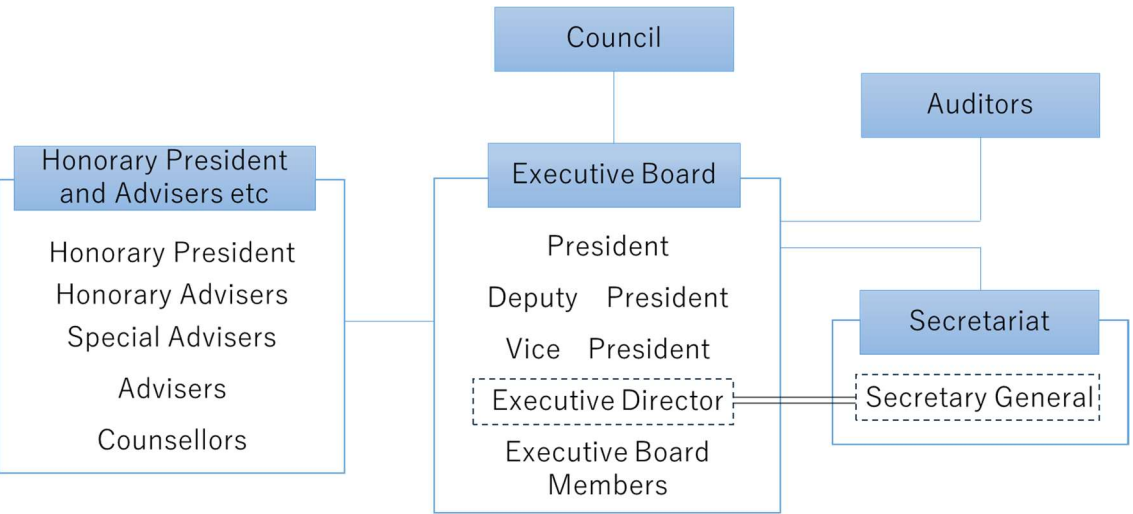 Council
Auditors
Honorary President
and Advisers etc
Honorary President
Honorary Advisers
Special Advisers
Advisers
Counsellors
Executive Board
President
Deputy President
Vice President
Executive Director
Executive Board
Members
Secretariat
Secretary General